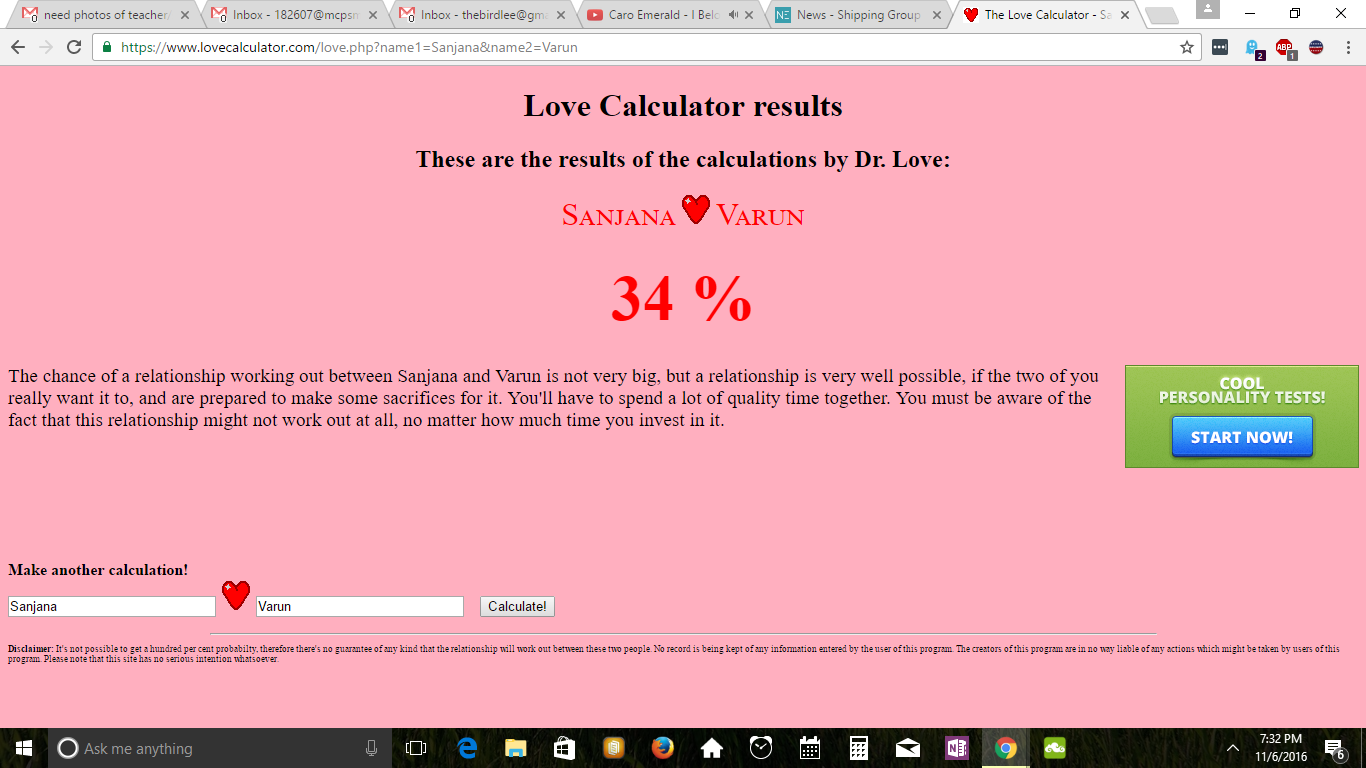 need photos of teacher/
Inbox - 182607@mcpsm
Inbox - thebirdlee@gma
Caro Emerald - I Belo
NE News - Shipping Group
The Love Calculator - Sa
https://www.lovecalculator.com/love.php?name1=Sanjana&name2=Varun
2
ABP 1
Love Calculator results
These are the results of the calculations by Dr. Love:
Sanjana Varun
34 %
The chance of a relationship working out between Sanjana and Varun is not very big, but a relationship is very well possible, if the two of you
really want it to, and are prepared to make some sacrifices for it. You'll have to spend a lot of quality time together. You must be aware of the
fact that this relationship might not work out at all, no matter how much time you invest in it.
COOL
PERSONALITY TESTS!
START NOW!
Make another calculation!
Sanjana Varun Calculate!
Disclaimer: It's not possible to get a hundred per cent probabilty, therefore there's no guarantee of any kind that the relationship will work out between these two people. No record is being kept of any information entered by the user of this program. The creators of this program are in no way liable of any actions which might be taken by users of this
program. Please note that this site has no serious intention whatsoever.
Ask me anything
7:32 PM
11/6/2016
6